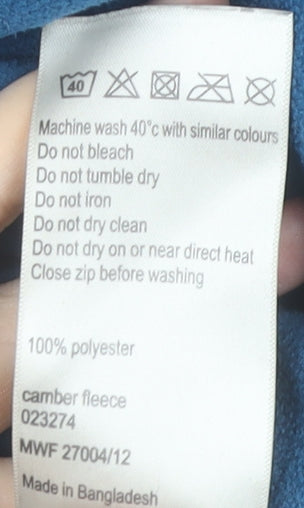 40
Machine wash 40°c with similar colours
Do not bleach
Do not tumble dry
Do not iron
Do not dry clean
Do not dry on or near direct heat
Close zip before washing
100% polyester
camber fleece
023274
MWF 27004/12
Made in Bangladesh